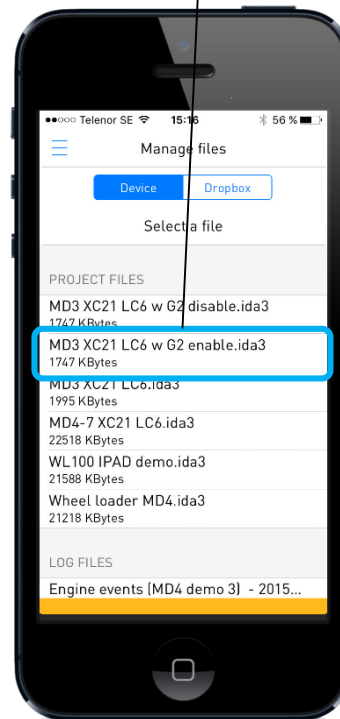 Telenor SE 15:16 56 %
Manage files
Device Dropbox
Select a file
PROJECT FILES
MD3 XC21 LC6 w G2 disable.ida3
1747 KBytes
MD3 XC21 LC6 w G2 enable.ida3
1747 KBytes
MD3 XC21 LC6.ida3
1995 KBytes
MD4-7 XC21 LC6.ida3
22518 KBytes
WL100 IPAD demo.ida3
21588 KBytes
Wheel loader MD4.ida3
21218 KBytes
LOG FILES
Engine events (MD4 demo 3) - 2015...